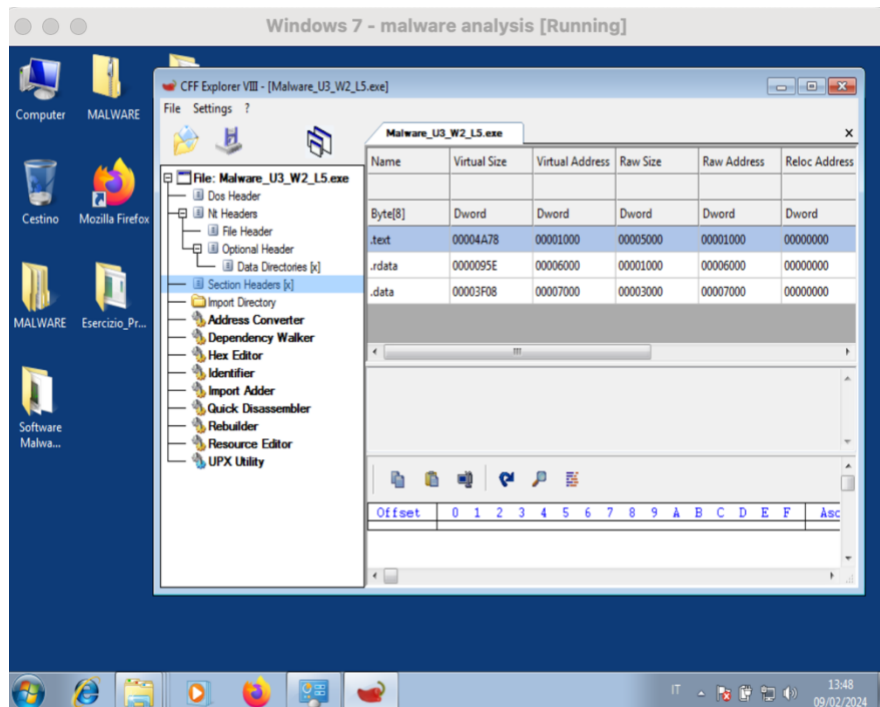 Windows 7 - malware analysis [Running]
Computer
MALWARE
Cestino
Mozilla Firefox
MALWARE
Esercizio_Pr...
Software
Malwa...
CFF Explorer VIII - [Malware_U3_W2_L5.exe]
File Settings ?
Malware_U3_W2_L5.exe
File: Malware_U3_W2_L5.exe
Dos Header
Nt Headers
File Header
Optional Header
Data Directories [x]
Section Headers [x]
Import Directory
Address Converter
Dependency Walker
Hex Editor
Identifier
Import Adder
Quick Disassembler
Rebuilder
Resource Editor
UPX Utility
Name Virtual Size Virtual Address Raw Size Raw Address Reloc Address
Byte[8] Dword Dword Dword Dword Dword
.text 00004A78 00001000 00005000 00001000 00000000
.rdata 0000095E 00006000 00001000 00006000 00000000
.data 00003F08 00007000 00003000 00007000 00000000
Offset 0 1 2 3 4 5 6 7 8 9 A B C D E F Asc
IT
13:48
09/02/2024